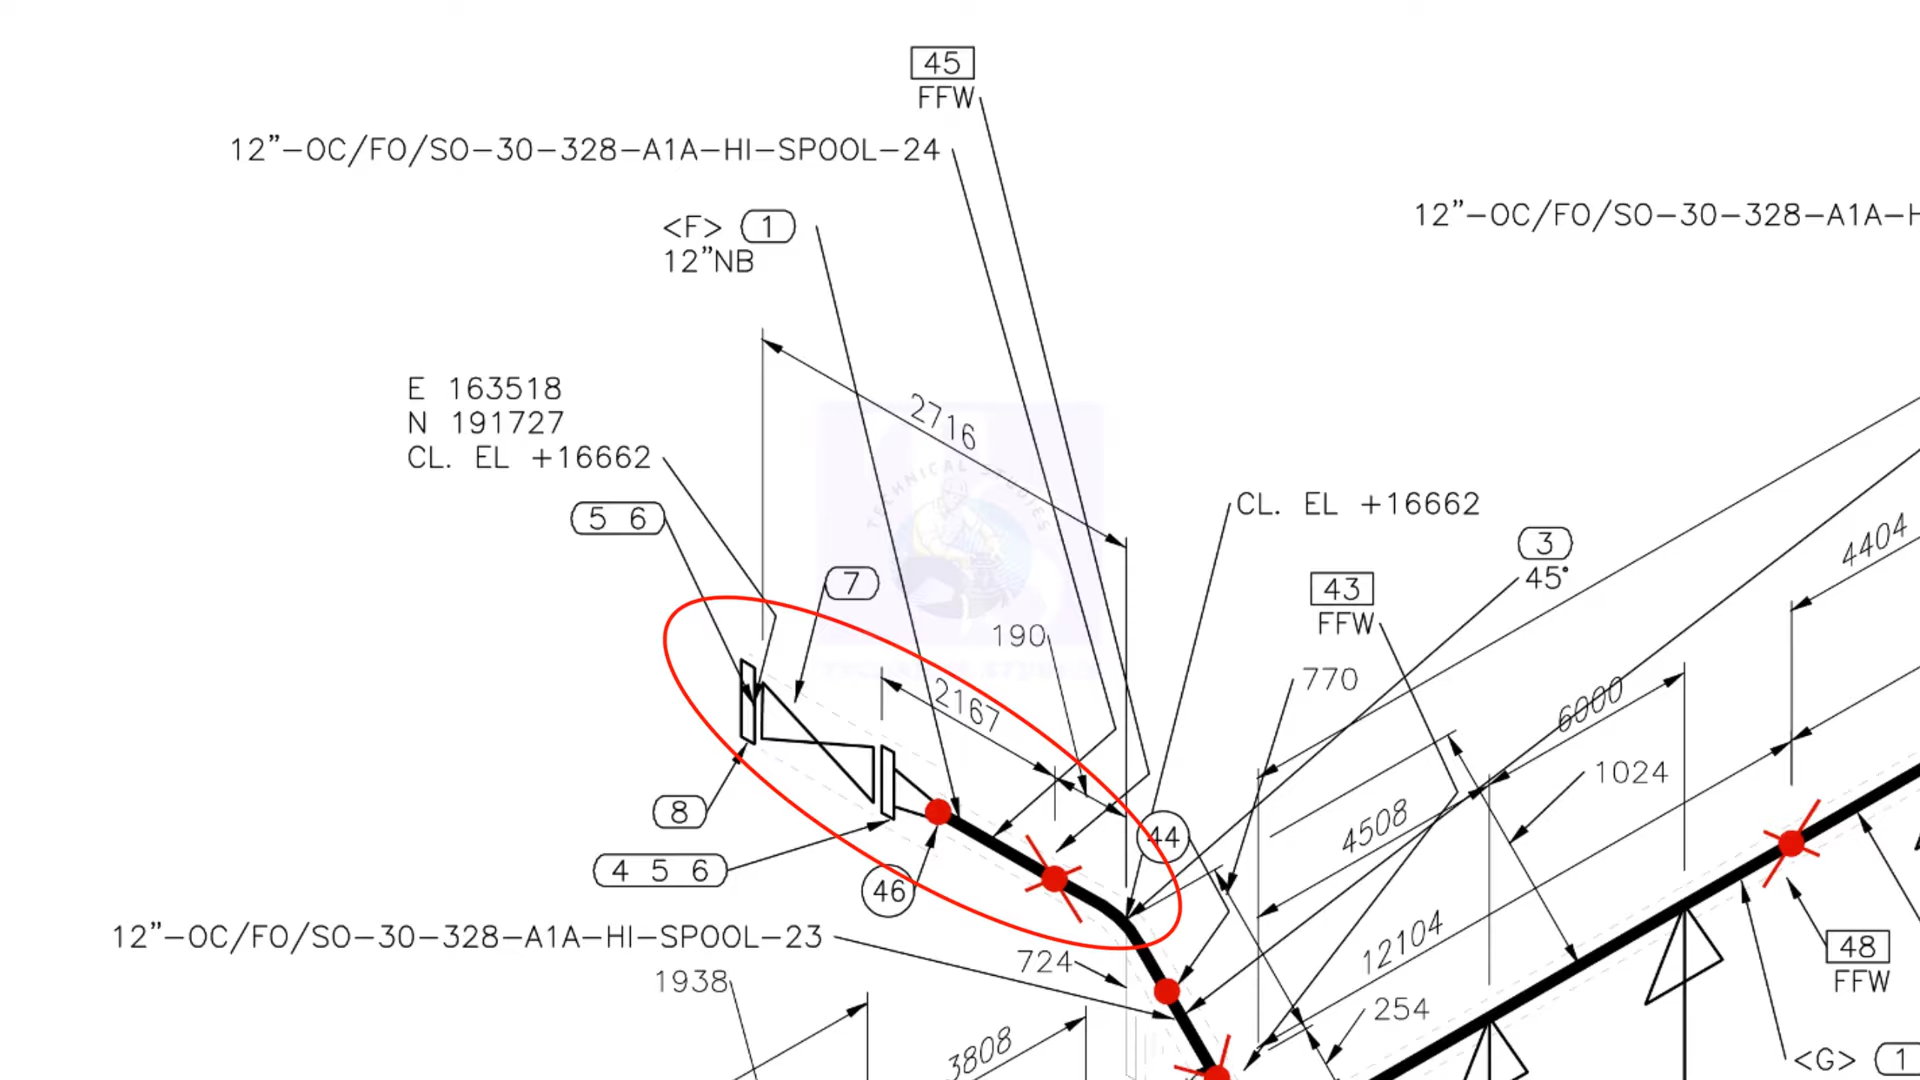 45
FFW
12”-OC/FO/SO-30-328-A1A-HI-SPOOL-24
12”-OC/FO/SO-30-328-A1A-H
<F> 1
12”NB
E 163518
N 191727
CL. EL +16662
2716
TECHNICAL STUDIES
5 6
CL. EL +16662
3
45°
4404
7
43
FFW
190
770
2167
6000
1024
8
4508
44
4 5 6
46
12104
12”-OC/FO/SO-30-328-A1A-HI-SPOOL-23
724
48
FFW
1938
254
3808
<G> 1